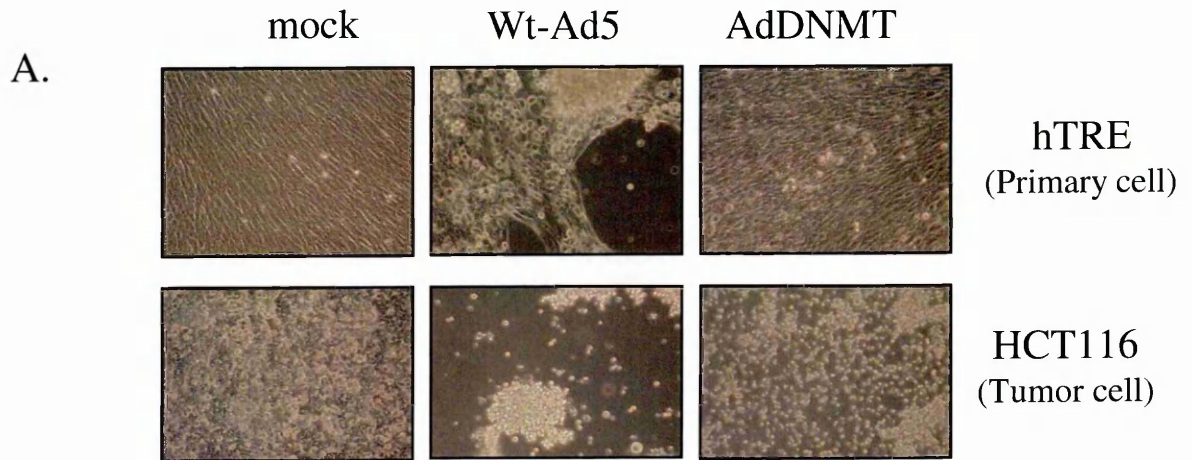 mock Wt-Ad5 AdDNMT
A.
hTRE
(Primary cell)
HCT116
(Tumor cell)